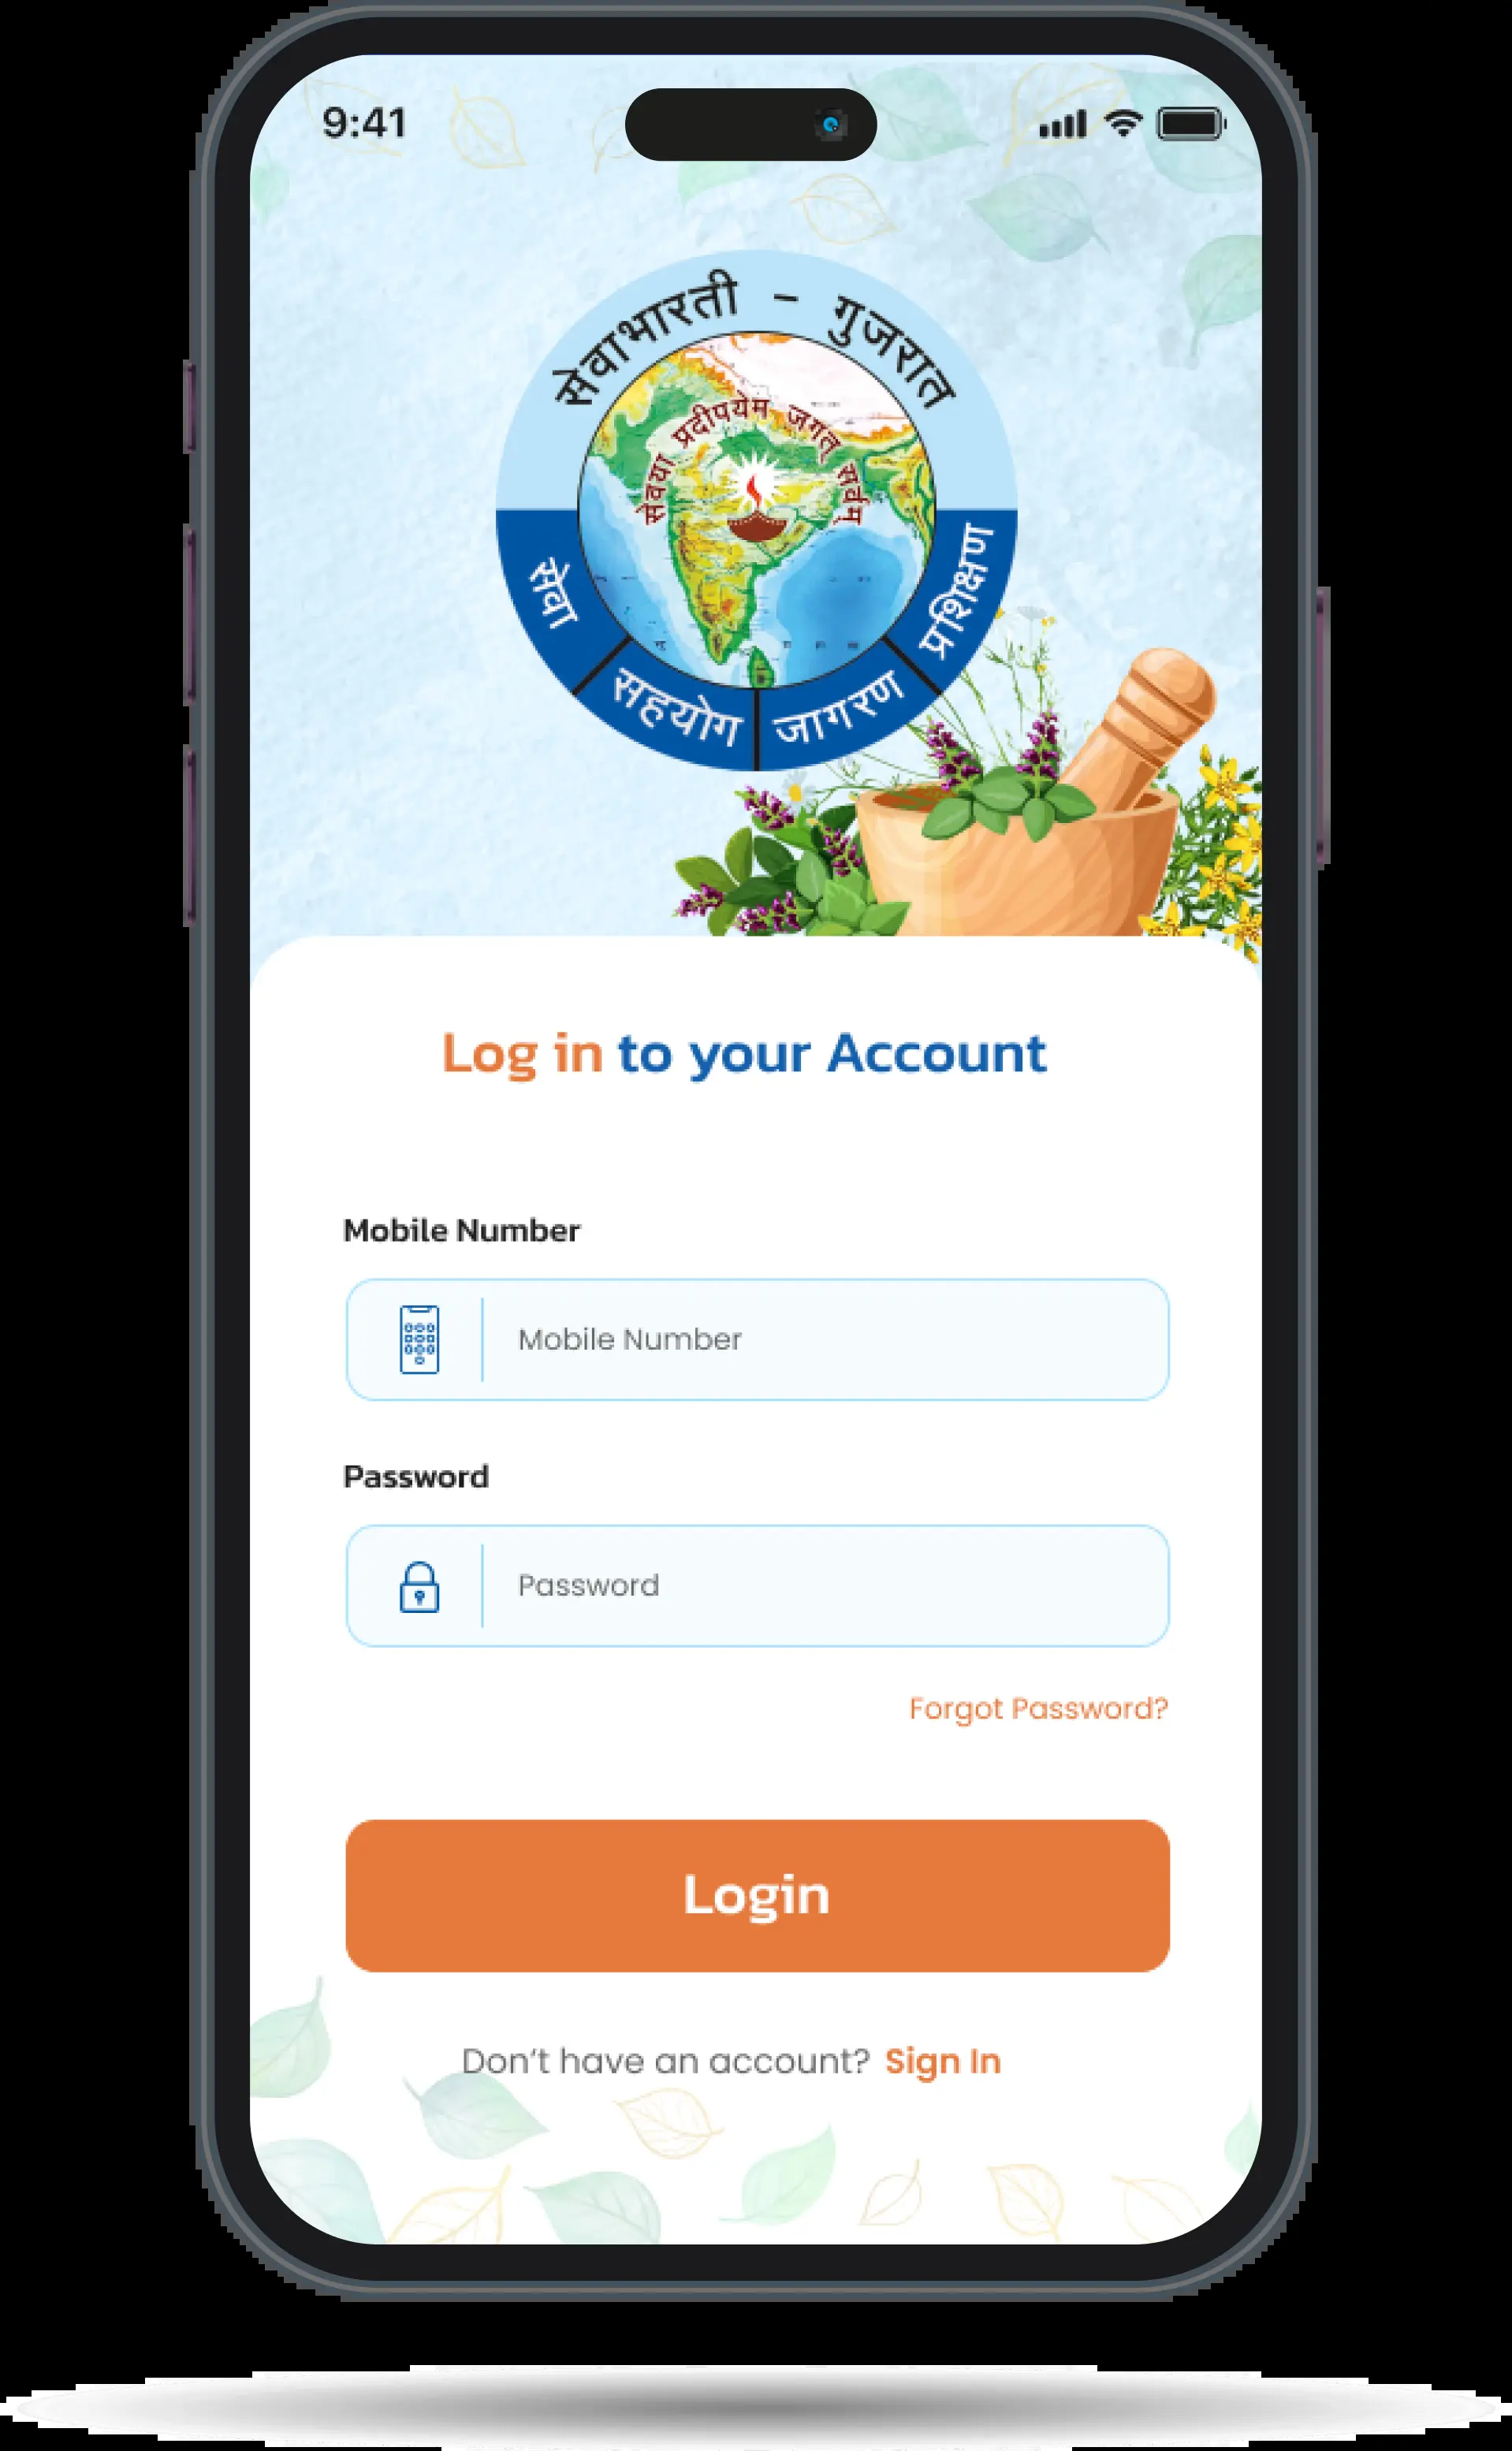 9:41
सेवाभारती – गुजरात
सेवया प्रदीपयेम जगत् सर्वम्
सेवा
सहयोग
जागरण
प्रशिक्षण
Log in to your Account
Mobile Number
Mobile Number
Password
Password
Forgot Password?
Login
Don't have an account? Sign In